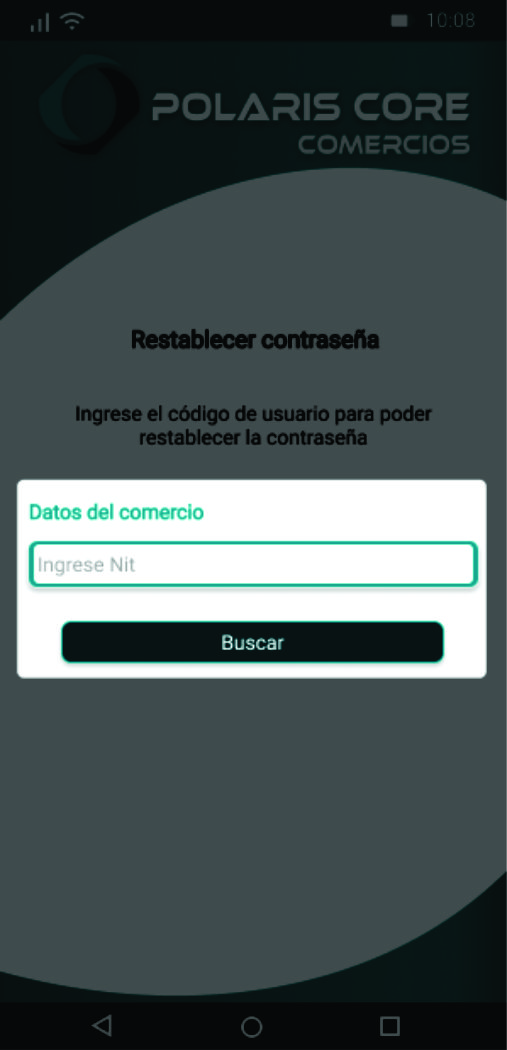 10:08
POLARIS CORE
COMERCIOS
Restablecer contraseña
Ingrese el código de usuario para poder
restablecer la contraseña
Datos del comercio
Ingrese Nit
Buscar